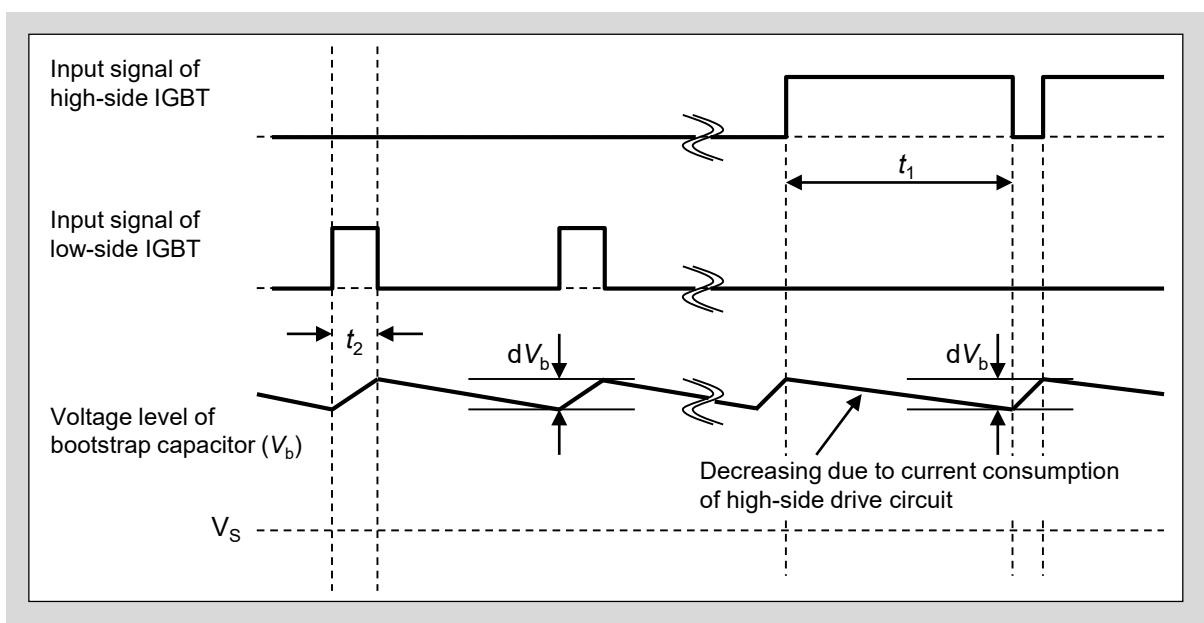 Input signal of
high-side IGBT
t1
Input signal of
low-side IGBT
t2
dVb
dVb
Voltage level of
bootstrap capacitor (Vb)
Decreasing due to current consumption
of high-side drive circuit
VS